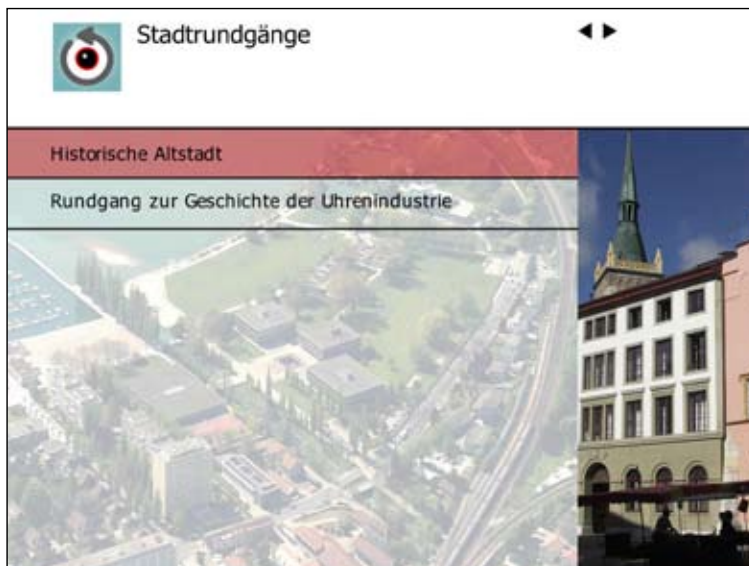 Stadtrundgänge
Historische Altstadt
Rundgang zur Geschichte der Uhrenindustrie